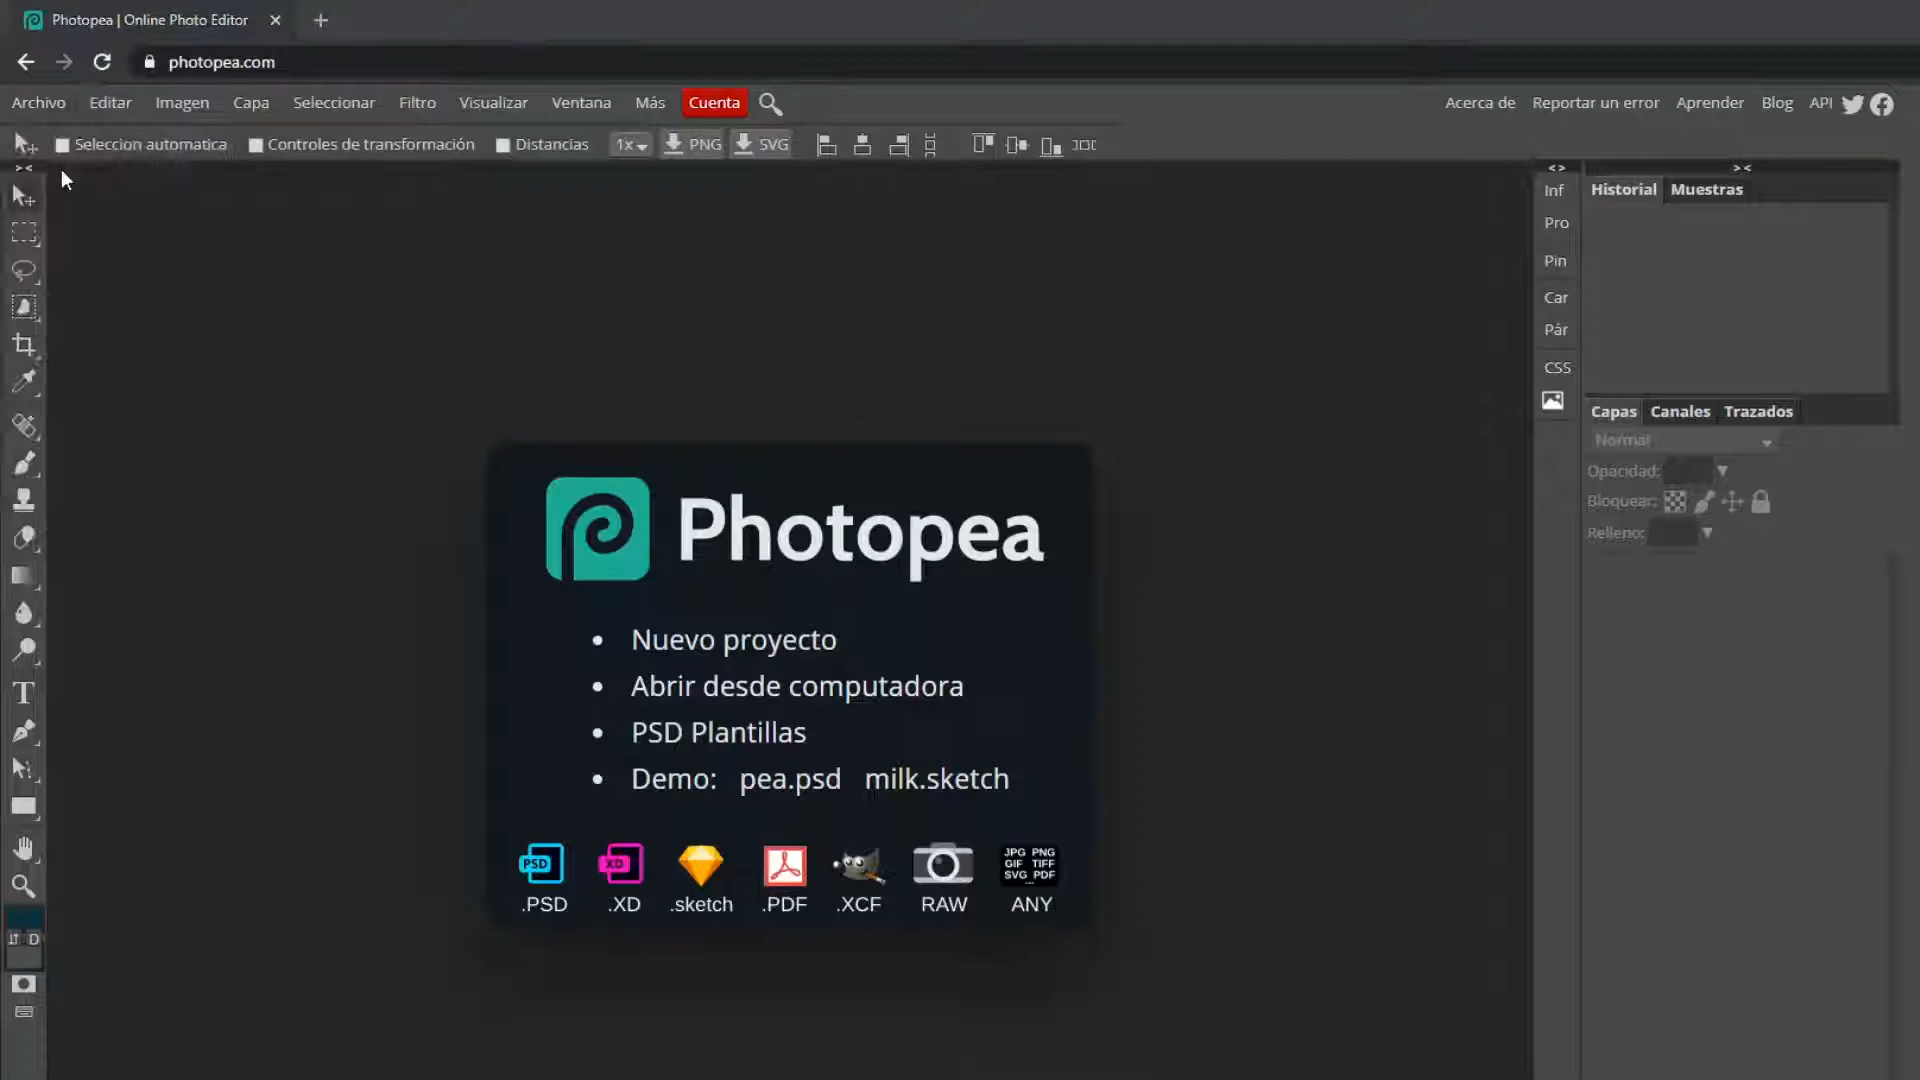 Photopea | Online Photo Editor
photopea.com
Archivo Editar Imagen Capa Seleccionar Filtro Visualizar Ventana Más Cuenta Acerca de Reportar un error Aprender Blog API
Seleccion automatica Controles de transformación Distancias 1x PNG SVG
Inf
Pro
Pin
Car
Pár
CSS
Historial Muestras
Capas Canales Trazados
Normal
Opacidad:
Bloquear:
Relleno:
Photopea
• Nuevo proyecto
• Abrir desde computadora
• PSD Plantillas
• Demo: pea.psd milk.sketch
PSD XD JPG PNG
GIF TIFF
SVG PDF
...
.PSD .XD .sketch .PDF .XCF RAW ANY
T
D